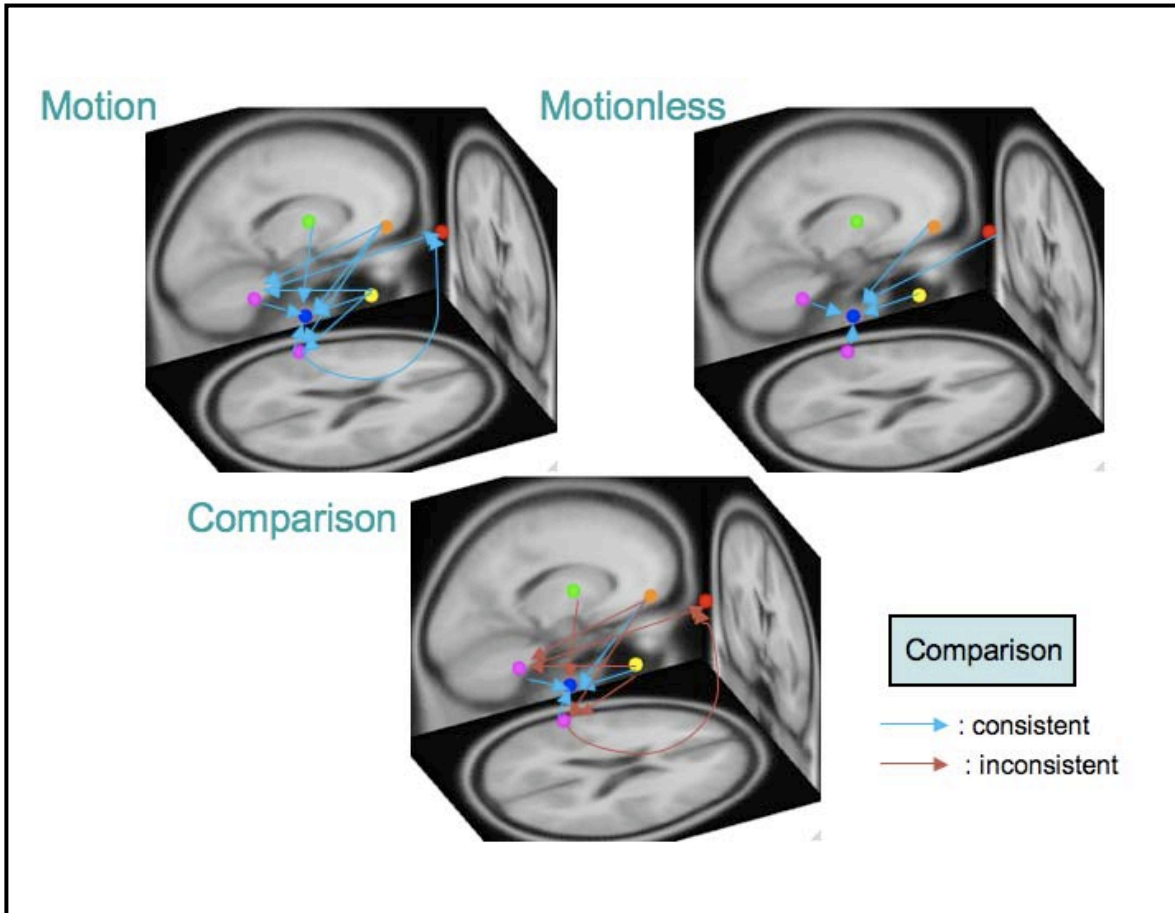 Motion
Motionless
Comparison
Comparison
: consistent
: inconsistent